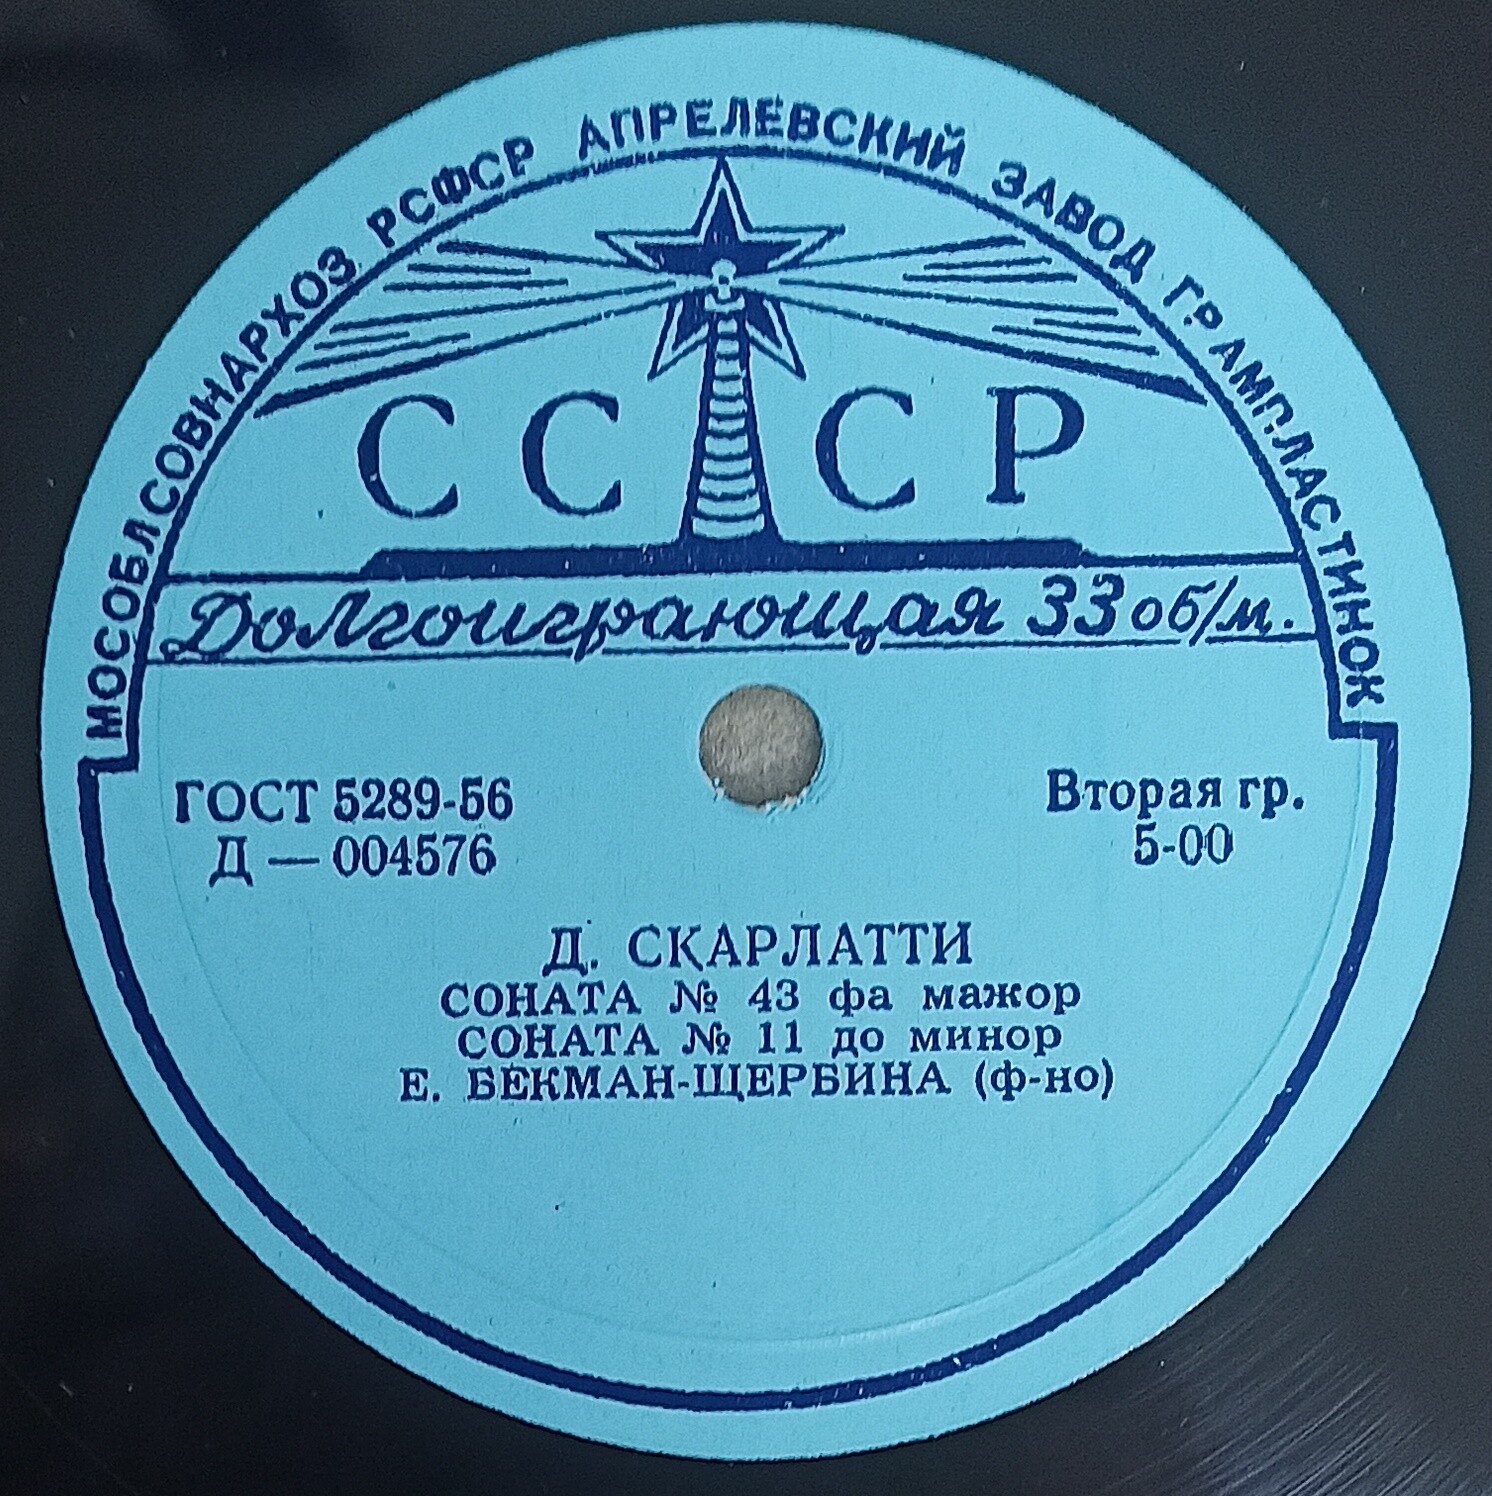 МОСОБЛСОВНАРХОЗ РСФСР АПРЕЛЕВСКИЙ ЗАВОД ГРАМПЛАСТИНОК
СССР
Долгоиграющая 33 об/м.
ГОСТ 5289-56
Д — 004576
Вторая гр.
5-00
Д. СКАРЛАТТИ
СОНАТА № 43 фа мажор
СОНАТА № 11 до минор
Е. БЕКМАН-ЩЕРБИНА (ф-но)